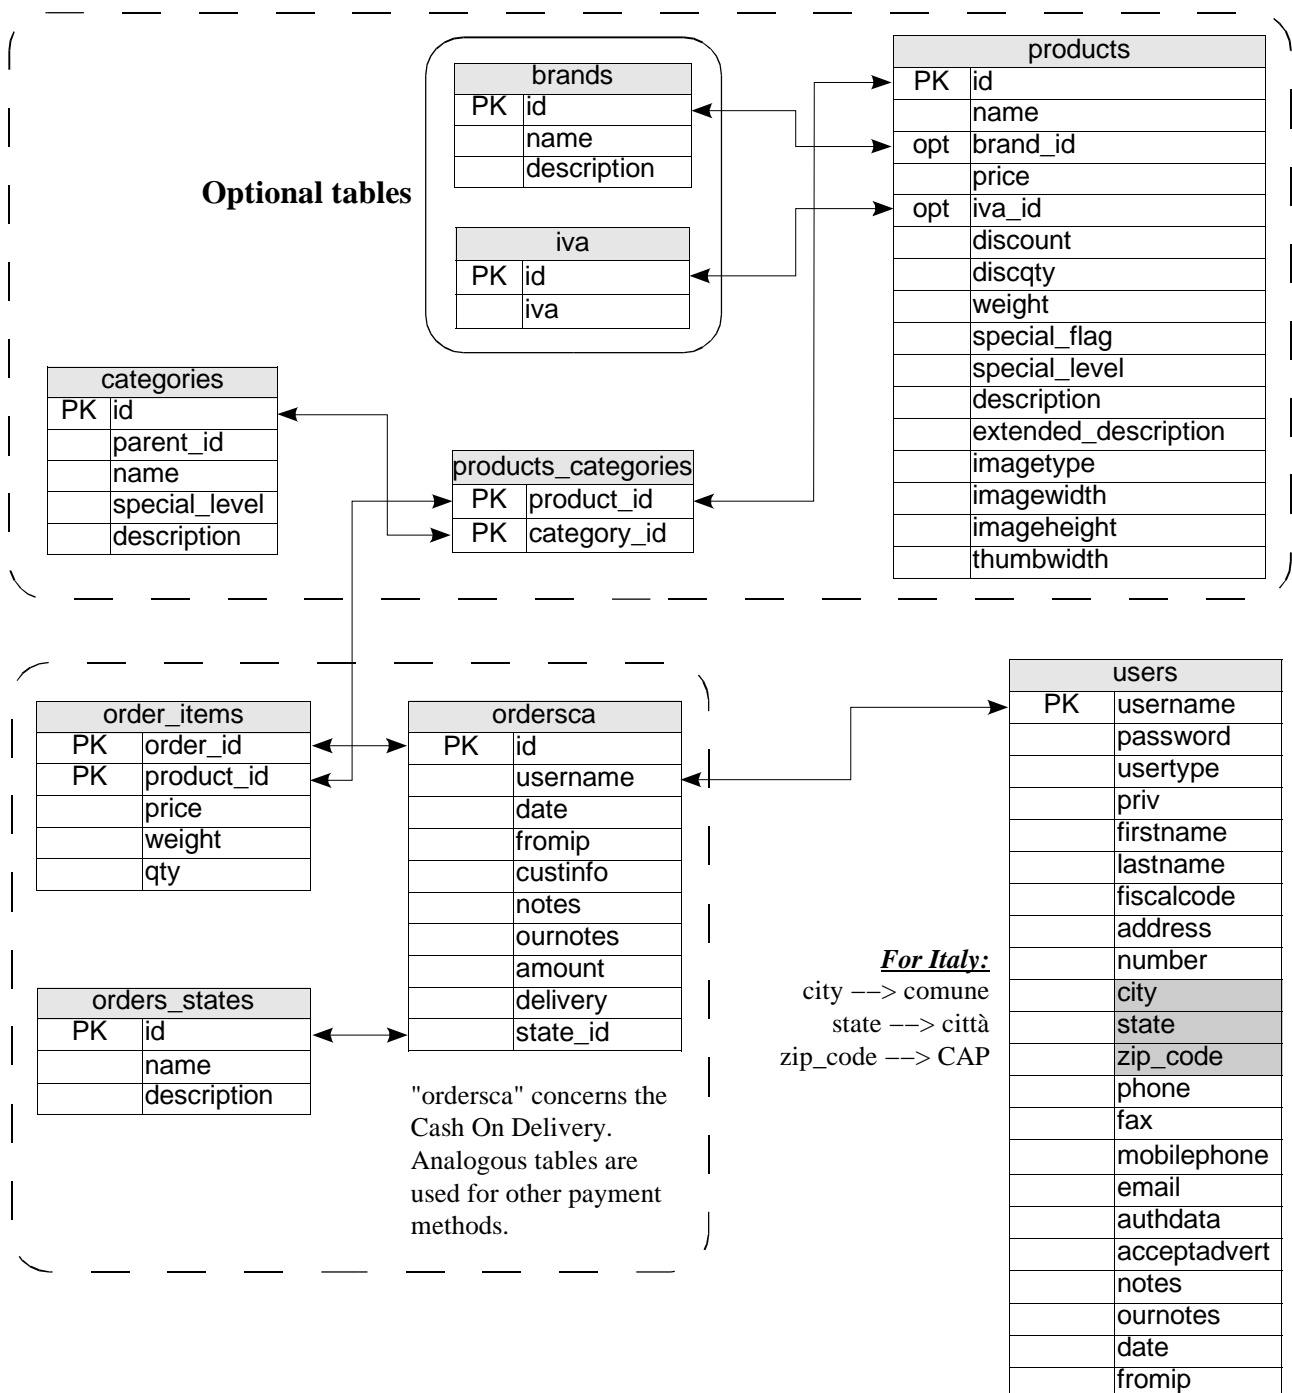 brands
PK id
name
description
Optional tables
iva
PK id
iva
products
PK id
name
opt brand_id
price
opt iva_id
discount
discqty
weight
special_flag
special_level
description
extended_description
imagetype
imagewidth
imageheight
thumbwidth
categories
PK id
parent_id
name
special_level
description
products_categories
PK product_id
PK category_id
order_items
PK order_id
PK product_id
price
weight
qty
ordersca
PK id
username
date
fromip
custinfo
notes
ournotes
amount
delivery
state_id
orders_states
PK id
name
description
"ordersca" concerns the
Cash On Delivery.
Analogous tables are
used for other payment
methods.
For Italy:
city −−> comune
state −−> città
zip_code −−> CAP
users
PK username
password
usertype
priv
firstname
lastname
fiscalcode
address
number
city
state
zip_code
phone
fax
mobilephone
email
authdata
acceptadvert
notes
ournotes
date
fromip